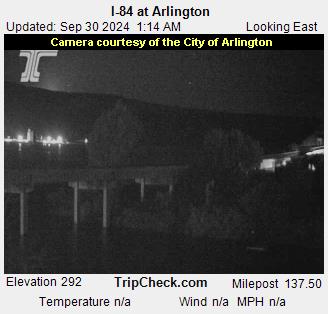 I-84 at Arlington
Updated: Sep 30 2024 1:14 AM Looking East
Camera courtesy of the City of Arlington
Elevation 292 TripCheck.com Milepost 137.50
Temperature n/a Wind n/a MPH n/a